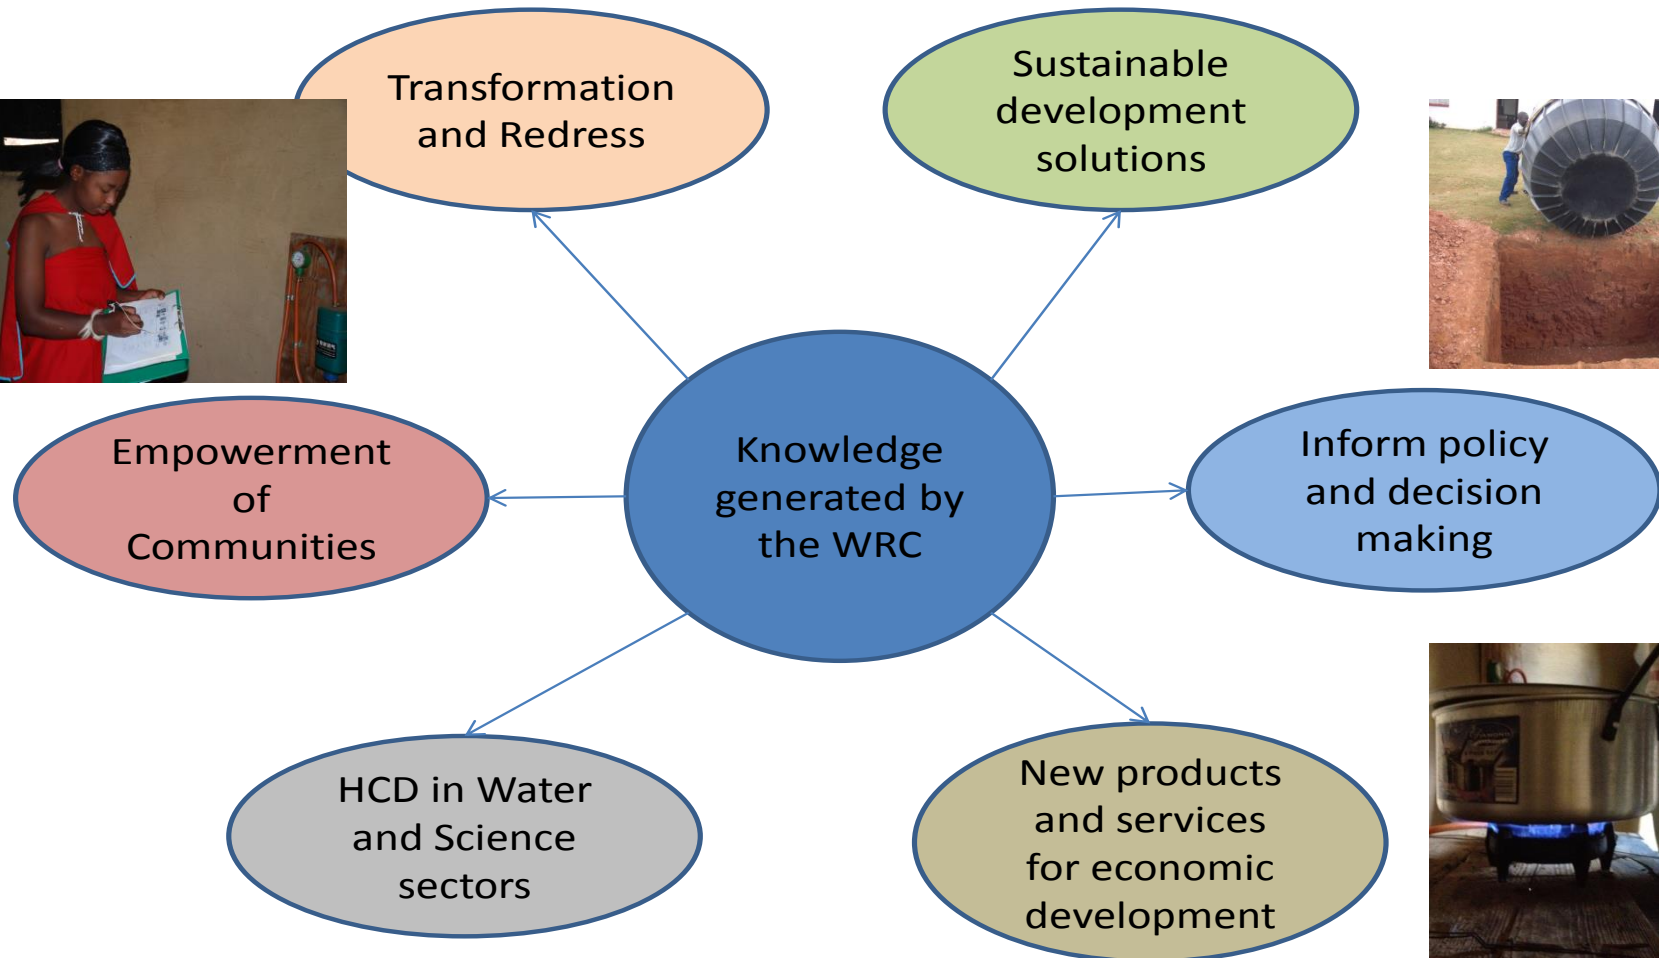 Transformation
and Redress
Sustainable
development
solutions
Knowledge
generated by
the WRC
Empowerment
of
Communities
Inform policy
and decision
making
HCD in Water
and Science
sectors
New products
and services
for economic
development